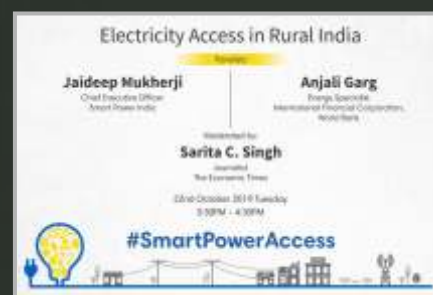 Electricity Access in Rural India
Panelists
Jaideep Mukherji
Chief Executive Officer
Smart Power India
Anjali Garg
Energy Specialist
International Financial Corporation,
World Bank
Moderated by
Sarita C. Singh
Journalist
The Economic Times
22nd October 2019 Tuesday
3:30PM - 4:30PM
#SmartPowerAccess